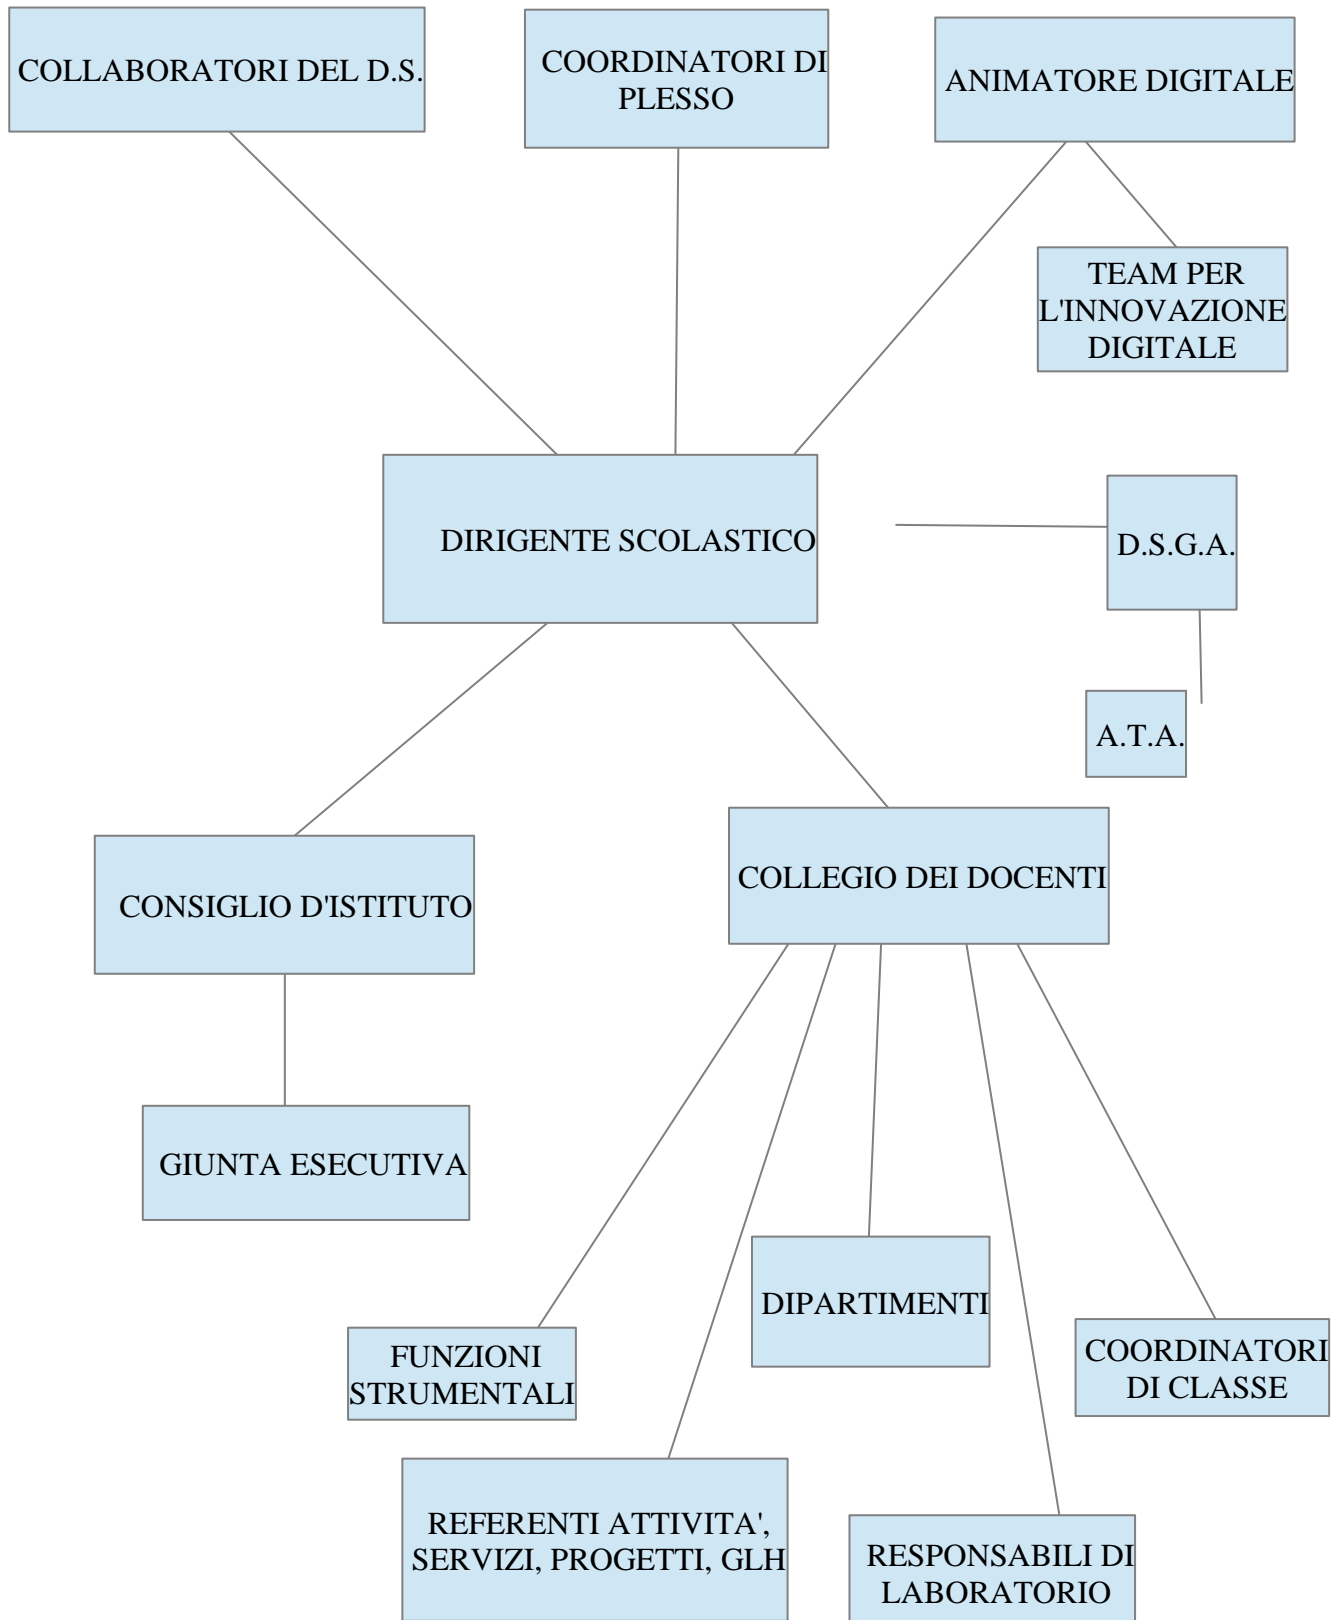 COLLABORATORI DEL D.S.
COORDINATORI DI
PLESSO
ANIMATORE DIGITALE
TEAM PER
L'INNOVAZIONE
DIGITALE
DIRIGENTE SCOLASTICO
D.S.G.A.
A.T.A.
CONSIGLIO D'ISTITUTO
COLLEGIO DEI DOCENTI
GIUNTA ESECUTIVA
DIPARTIMENTI
FUNZIONI
STRUMENTALI
COORDINATORI
DI CLASSE
REFERENTI ATTIVITA',
SERVIZI, PROGETTI, GLH
RESPONSABILI DI
LABORATORIO